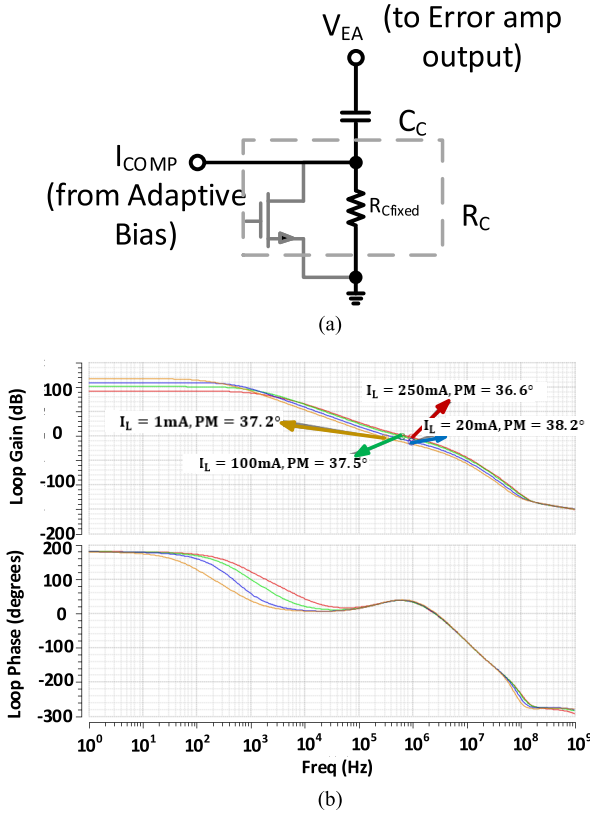 V_EA (to Error amp
output)
C_C
I_COMP
(from Adaptive
Bias)
R_Cfixed
R_C
(a)
Loop Gain (dB)
100
0
-100
-200
I_L = 250mA, PM = 36.6°
I_L = 1mA, PM = 37.2°
I_L = 20mA, PM = 38.2°
I_L = 100mA, PM = 37.5°
Loop Phase (degrees)
200
100
0
-100
-200
-300
10^0 10^1 10^2 10^3 10^4 10^5 10^6 10^7 10^8 10^9
Freq (Hz)
(b)